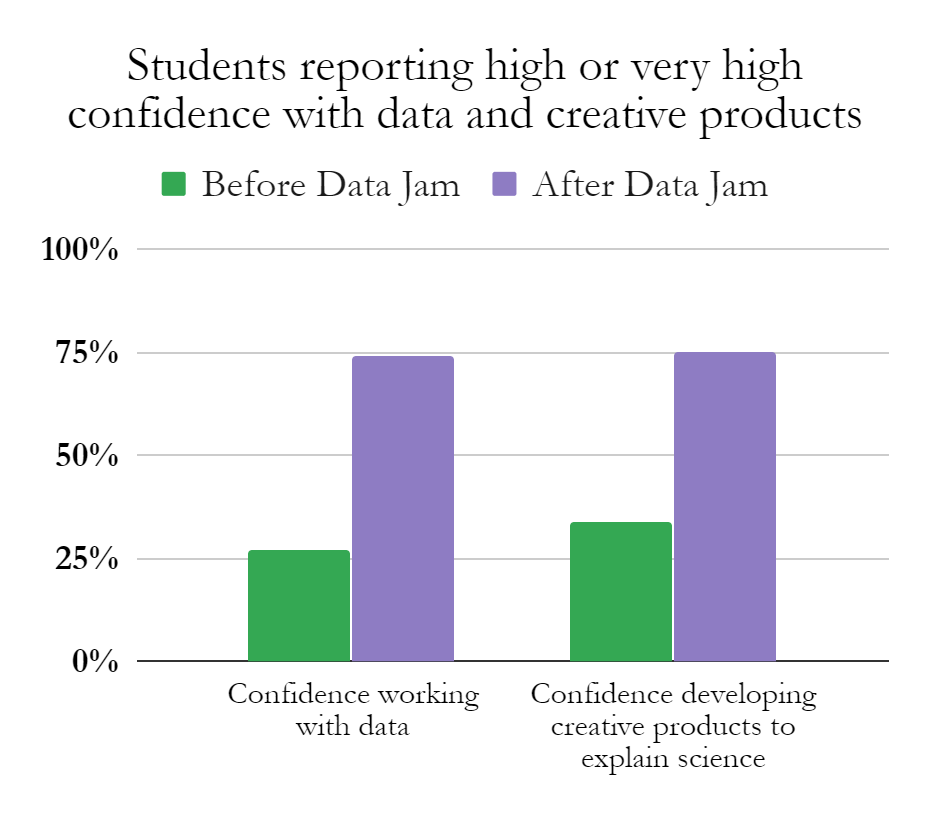 Students reporting high or very high
confidence with data and creative products
Before Data Jam After Data Jam
100%
75%
50%
25%
0%
Confidence working
with data
Confidence developing
creative products to
explain science